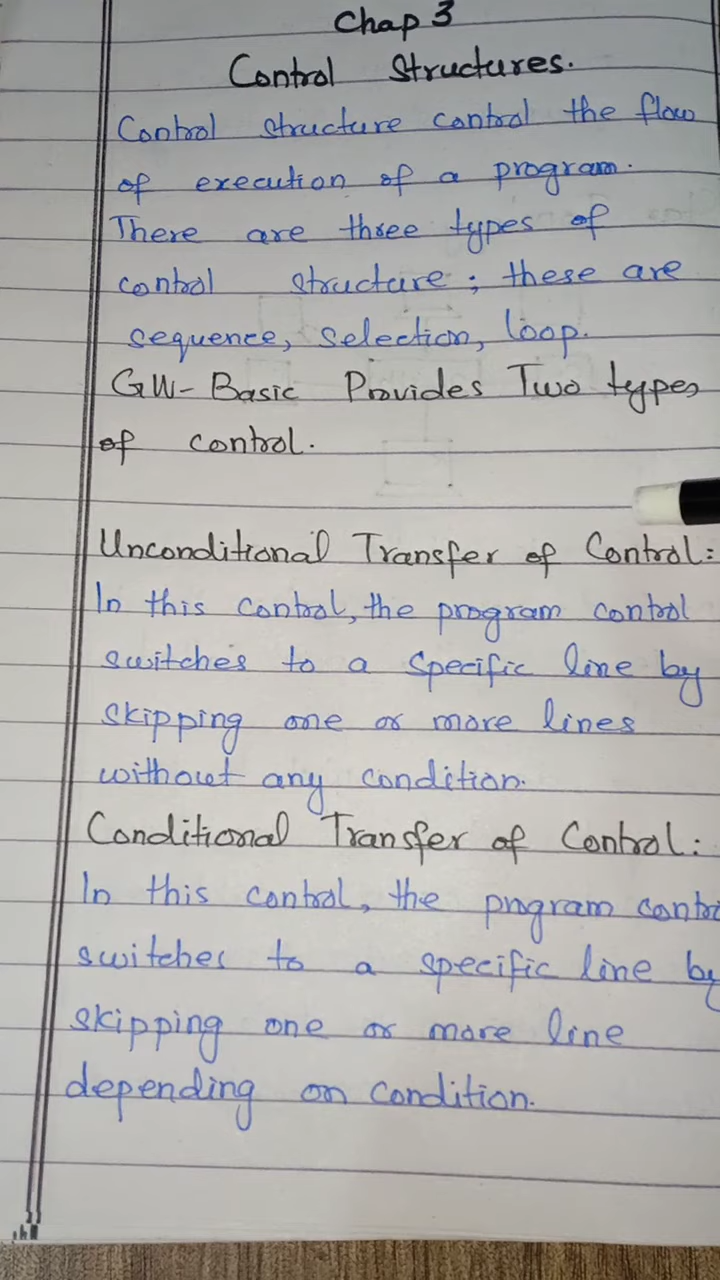 Chap 3
Control Structures.
Control structure control the flow
of execution of a program.
There are three types of
control structure; these are
sequence, selection, loop.
GW-Basic Provides Two types
of control.
Unconditional Transfer of Control:
In this control, the program control
switches to a specific line by
skipping one or more lines
without any condition.
Conditional Transfer of Control:
In this control, the program contro
switches to a specific line by
skipping one or more line
depending on condition.